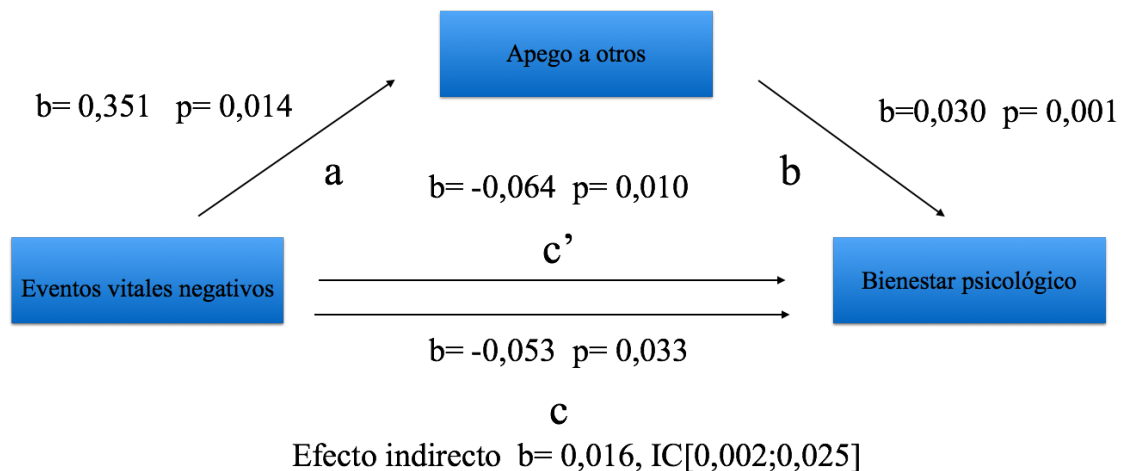 Apego a otros
b= 0,351 p= 0,014
b=0,030 p= 0,001
a
b= -0,064 p= 0,010
b
c’
Eventos vitales negativos
Bienestar psicológico
b= -0,053 p= 0,033
c
Efecto indirecto b= 0,016, IC[0,002;0,025]